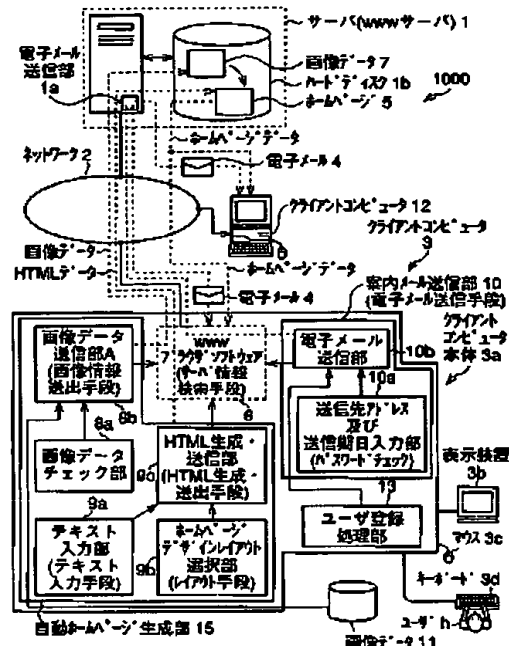 サーバ(wwwサーバ) 1
電子メール
送信部
1a
画像データ 7
ハードディスク 1b
ホームページ 5
1000
ホームページデータ
ネットワーク 2
電子メール 4
クライアントコンピュータ 12
6
クライアント
コンピュータ
3
画像データ
HTMLデータ
ホームページデータ
電子メール 4
案内メール送信部 10
(電子メール送信手段)
クライアント
コンピュータ
本体 3a
画像データ
送信部A
(画像情報
送出手段)
8b
www
ブラウザソフトウェア
(サーバ情報
検索手段)
6
電子メール
送信部
10b
10a
送信先アドレス
及び
送信期日入力部
(パスワードチェック)
8a
画像データ
チェック部
9c
HTML生成・
送信部
(HTML生成・
送出手段)
表示装置
3b
13
ユーザ登録
処理部
9a
テキスト
入力部
(テキスト
入力手段)
9b
ホームページ
デザインレイアウト
選択部
(レイアウト手段)
マウス 3c
6
キーボード 3d
ユーザ h
自動ホームページ生成部 15
画像データ 11